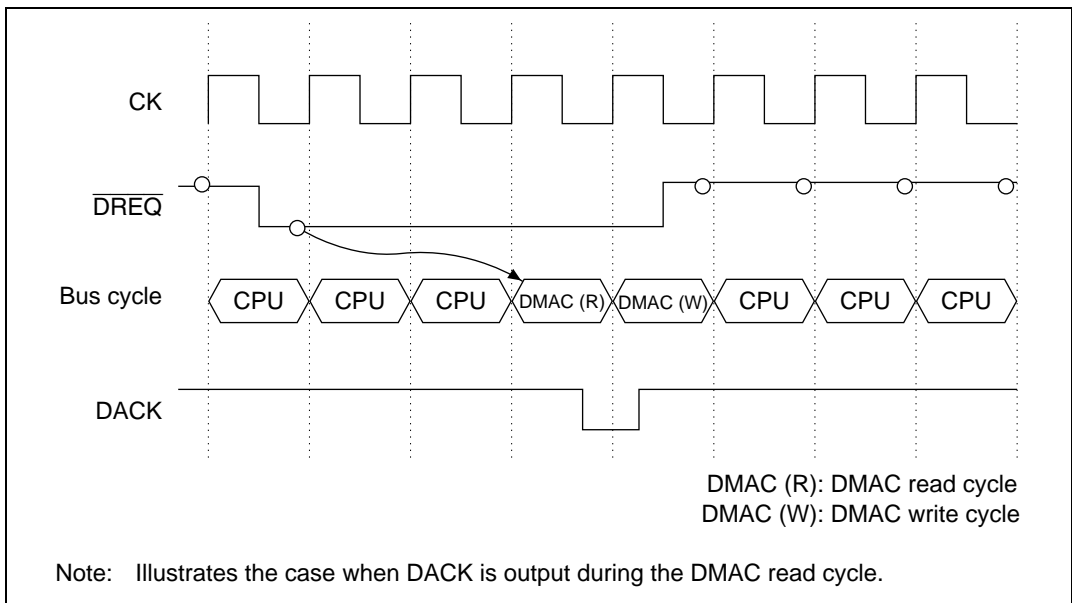 CK
DREQ
Bus cycle CPU CPU CPU DMAC (R) DMAC (W) CPU CPU CPU
DACK
DMAC (R): DMAC read cycle
DMAC (W): DMAC write cycle
Note: Illustrates the case when DACK is output during the DMAC read cycle.